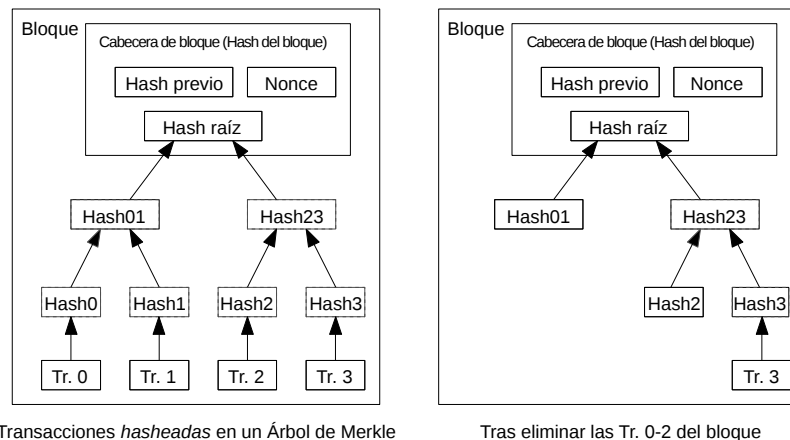 Bloque
Cabecera de bloque (Hash del bloque)
Hash previo
Nonce
Hash raíz
Hash01
Hash23
Hash0
Hash1
Hash2
Hash3
Tr. 0
Tr. 1
Tr. 2
Tr. 3
Transacciones hasheadas en un Árbol de Merkle
Bloque
Cabecera de bloque (Hash del bloque)
Hash previo
Nonce
Hash raíz
Hash01
Hash23
Hash2
Hash3
Tr. 3
Tras eliminar las Tr. 0-2 del bloque